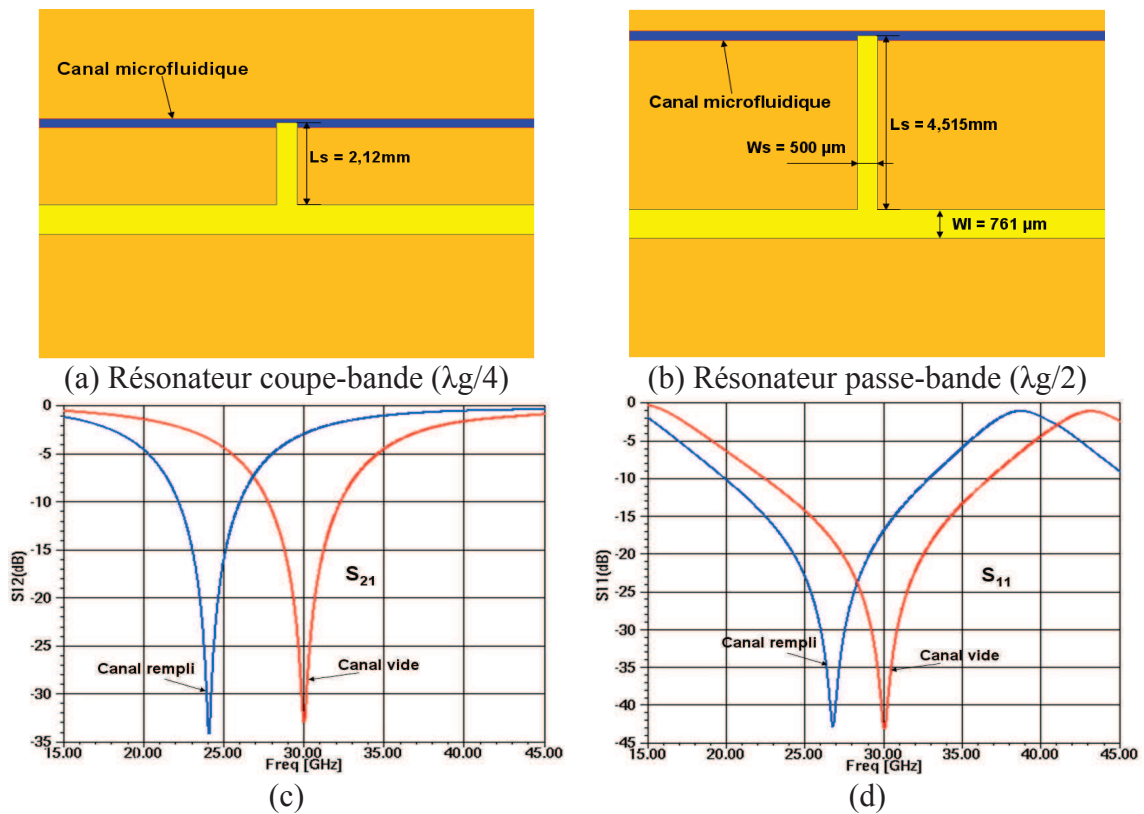 Canal microfluidique
Ls = 2,12mm
(a) Résonateur coupe-bande (λg/4)
Canal microfluidique
Ls = 4,515mm
Ws = 500 µm
Wl = 761 µm
(b) Résonateur passe-bande (λg/2)
0
-5
-10
-15
-20
-25
-30
-35
S12(dB)
S21
Canal rempli
Canal vide
15.00 20.00 25.00 30.00 35.00 40.00 45.00
Freq [GHz]
(c)
0
-5
-10
-15
-20
-25
-30
-35
-40
-45
S11(dB)
S11
Canal rempli
Canal vide
15.00 20.00 25.00 30.00 35.00 40.00 45.00
Freq [GHz]
(d)